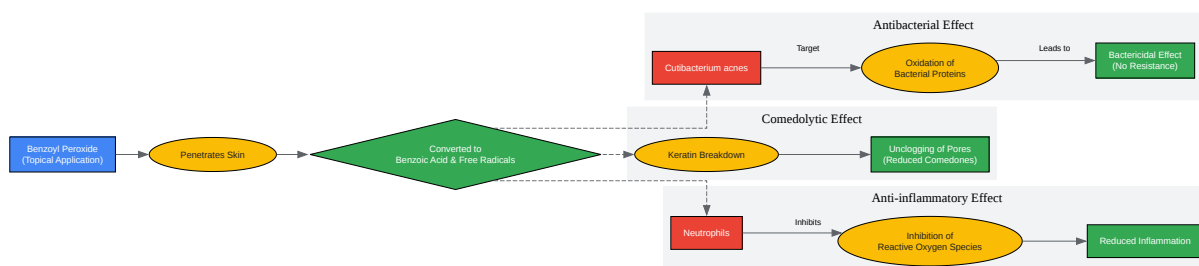 Antibacterial Effect
Cutibacterium acnes
Target
Oxidation of
Bacterial Proteins
Leads to
Bactericidal Effect
(No Resistance)
Benzoyl Peroxide
(Topical Application)
Penetrates Skin
Converted to
Benzoic Acid & Free Radicals
Comedolytic Effect
Keratin Breakdown
Unclogging of Pores
(Reduced Comedones)
Anti-inflammatory Effect
Neutrophils
Inhibits
Inhibition of
Reactive Oxygen Species
Reduced Inflammation